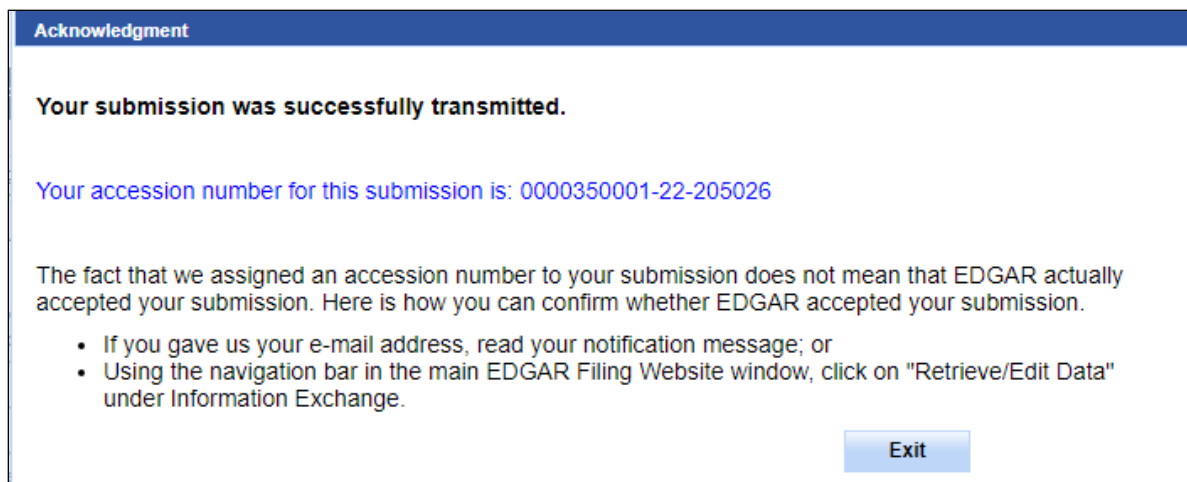 Acknowledgment
Your submission was successfully transmitted.
Your accession number for this submission is: 0000350001-22-205026
The fact that we assigned an accession number to your submission does not mean that EDGAR actually
accepted your submission. Here is how you can confirm whether EDGAR accepted your submission.
• If you gave us your e-mail address, read your notification message; or
• Using the navigation bar in the main EDGAR Filing Website window, click on "Retrieve/Edit Data"
under Information Exchange.
Exit